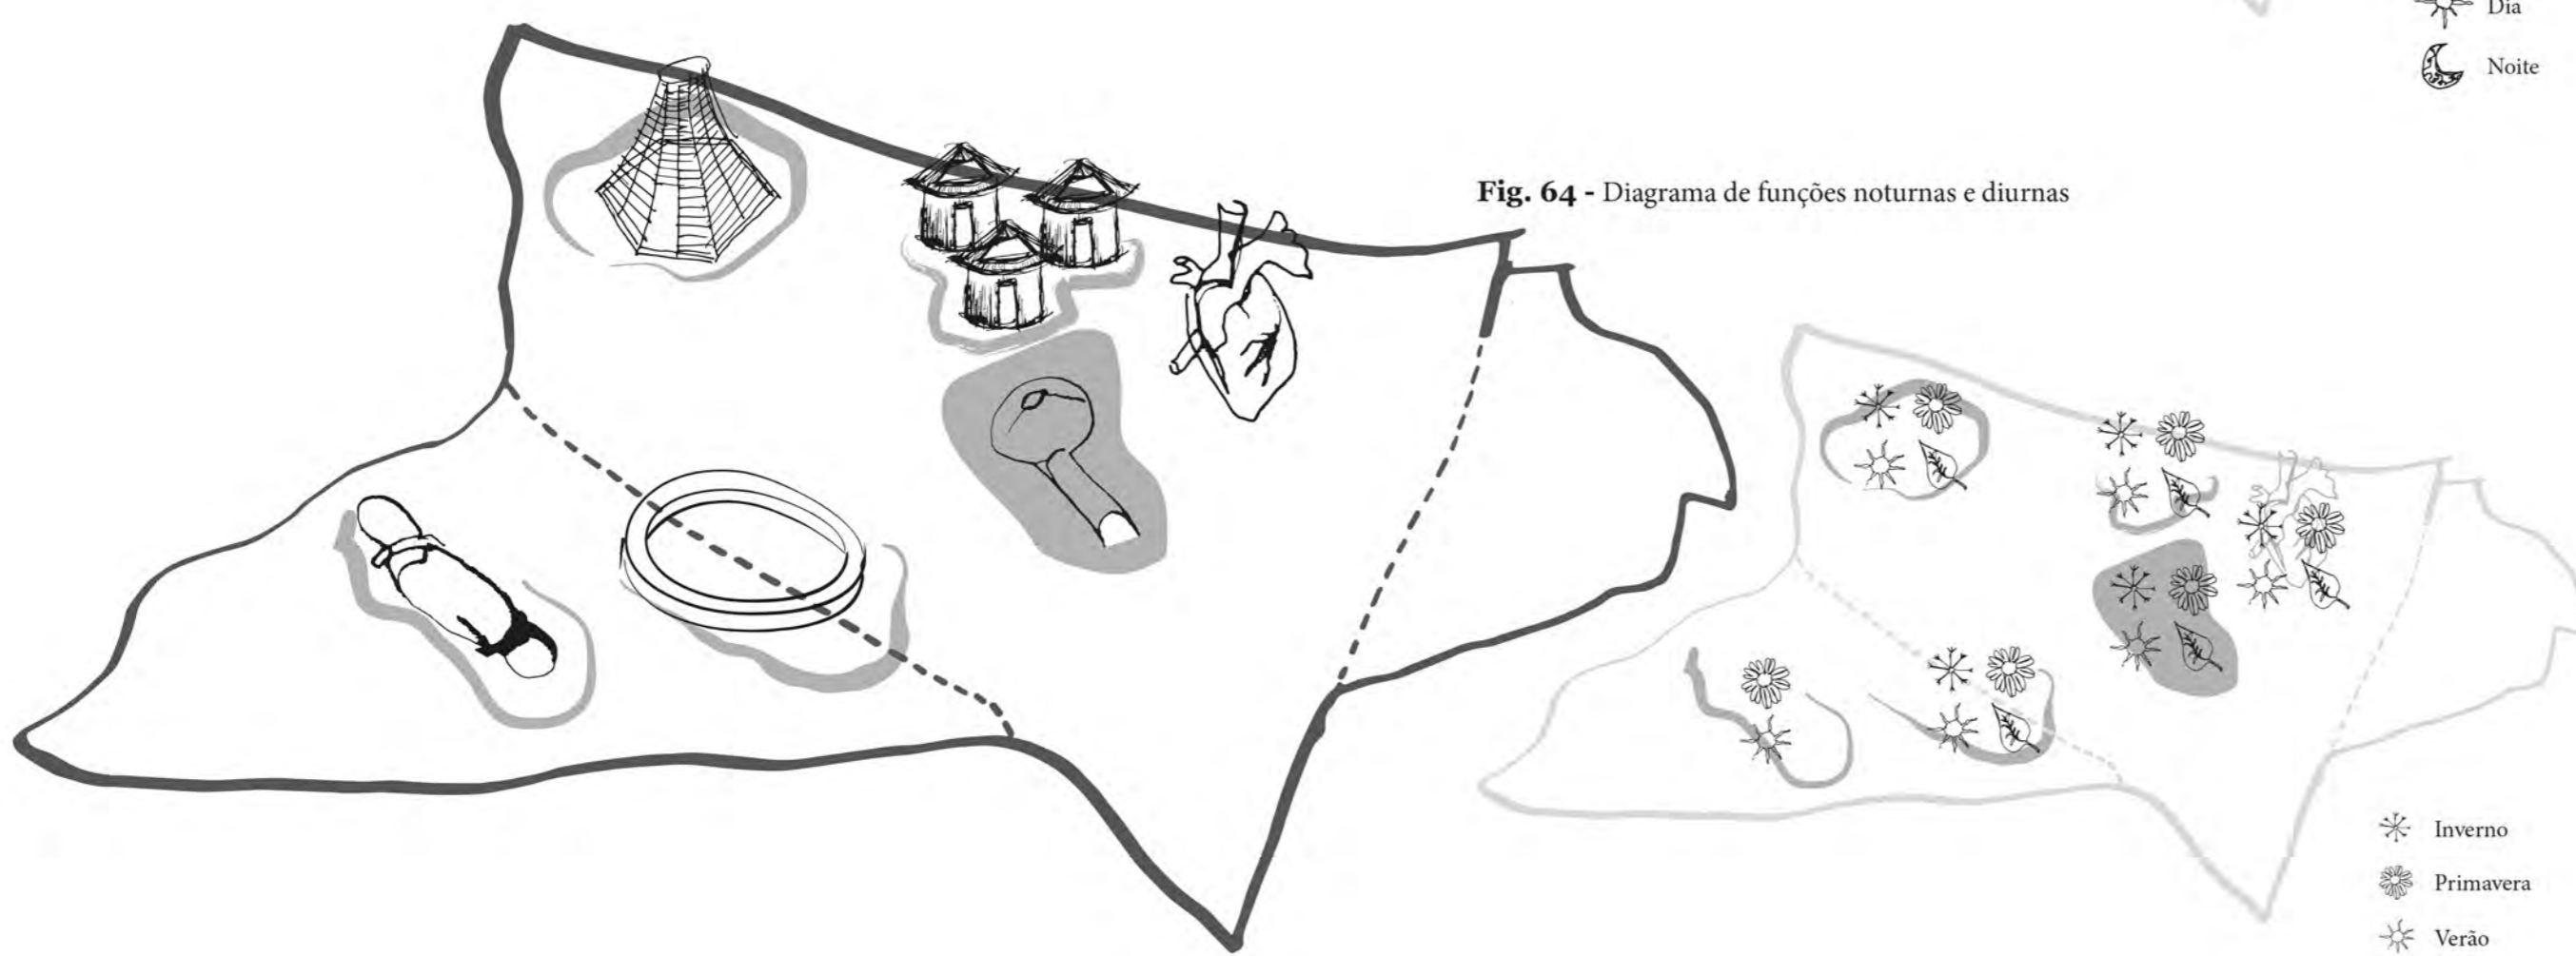 Dia
Noite
Fig. 64 - Diagrama de funções noturnas e diurnas
Inverno
Primavera
Verão